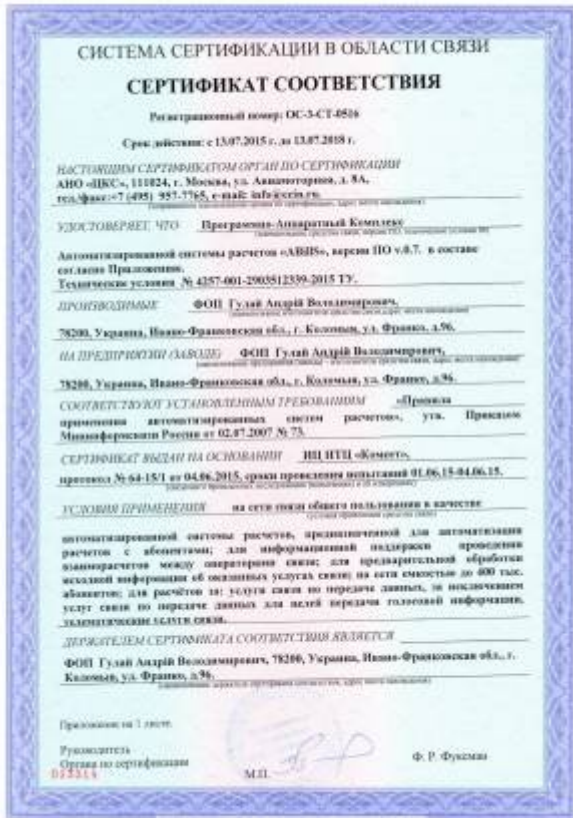 СИСТЕМА СЕРТИФИКАЦИИ В ОБЛАСТИ СВЯЗИ
СЕРТИФИКАТ СООТВЕТСТВИЯ
Регистрационный номер: ОС-3-СТ-0516
Срок действия: с 13.07.2015 г. до 13.07.2018 г.
НАСТОЯЩИМ СЕРТИФИКАТОМ ОРГАН ПО СЕРТИФИКАЦИИ
АНО «ЦКС», 111024, г. Москва, ул. Авиамоторная, д. 8А,
тел./факс:+7 (495) 957-7765, e-mail:
УДОСТОВЕРЯЕТ, ЧТО Программно-Аппаратный Комплекс
Автоматизированной системы расчетов «ABillS», версия ПО v.0.7. в составе
согласно Приложению.
Технические условия № 4257-001-2903512339-2015 ТУ.
ПРОИЗВОДИМЫЕ ФОП Гулай Андрій Володимирович,
78200, Украина, Ивано-Франковская обл., г. Коломыя, ул. Франко, д.96.
НА ПРЕДПРИЯТИИ (ЗАВОДЕ) ФОП Гулай Андрій Володимирович,
78200, Украина, Ивано-Франковская обл., г. Коломыя, ул. Франко, д.96.
СООТВЕТСТВУЮТ УСТАНОВЛЕННЫМ ТРЕБОВАНИЯМ «Правила
применения автоматизированных систем расчетов», утв. Приказом
Мининформсвязи России от 02.07.2007 № 73.
СЕРТИФИКАТ ВЫДАН НА ОСНОВАНИИ ИЦ НТЦ «Комсет»,
протокол № 64-15/1 от 04.06.2015, сроки проведения испытаний 01.06.15-04.06.15.
УСЛОВИЯ ПРИМЕНЕНИЯ на сети связи общего пользования в качестве
автоматизированной системы расчетов, предназначенной для автоматизации
расчетов с абонентами; для информационной поддержки проведения
взаиморасчетов между операторами связи; для предварительной обработки
исходной информации об оказанных услугах связи; на сети емкостью до 400 тыс.
абонентов; для расчётов за: услуги связи по передаче данных, за исключением
услуг связи по передаче данных для целей передачи голосовой информации,
телематические услуги связи.
ДЕРЖАТЕЛЕМ СЕРТИФИКАТА СООТВЕТСТВИЯ ЯВЛЯЕТСЯ
ФОП Гулай Андрій Володимирович, 78200, Украина, Ивано-Франковская обл., г.
Коломыя, ул. Франко, д.96.
Приложение на 1 листе.
Руководитель
Органа по сертификации
Ф. Р. Фуксман
М.П.